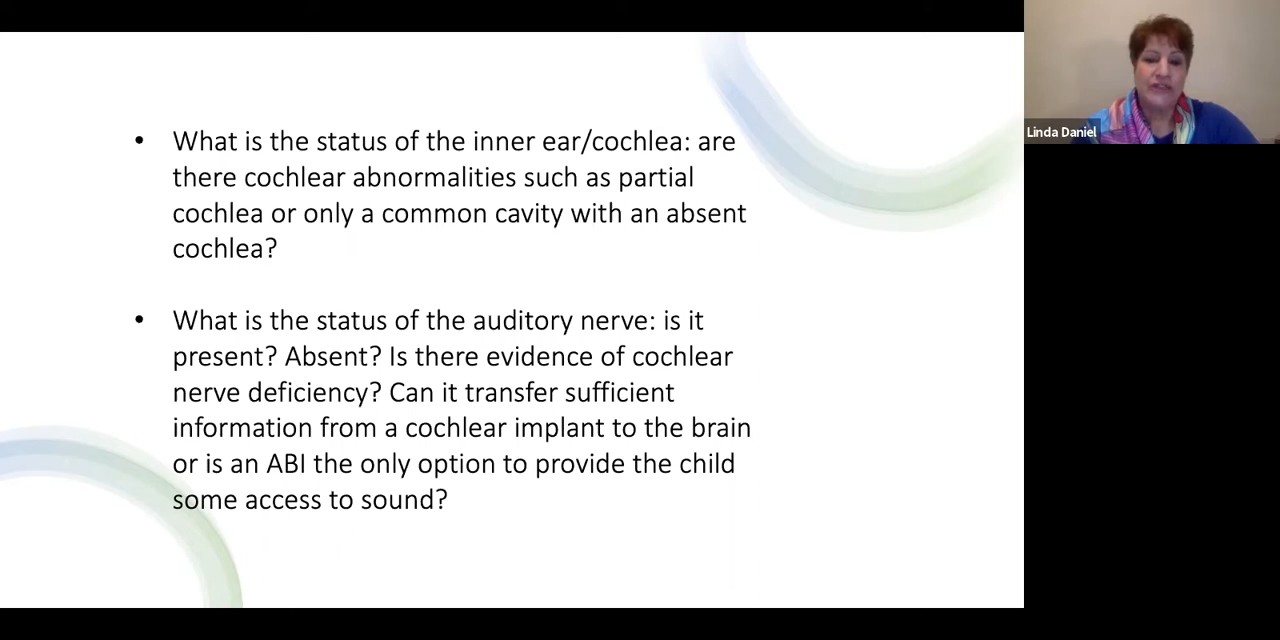 • What is the status of the inner ear/cochlea: are
there cochlear abnormalities such as partial
cochlea or only a common cavity with an absent
cochlea?
• What is the status of the auditory nerve: is it
present? Absent? Is there evidence of cochlear
nerve deficiency? Can it transfer sufficient
information from a cochlear implant to the brain
or is an ABI the only option to provide the child
some access to sound?
Linda Daniel